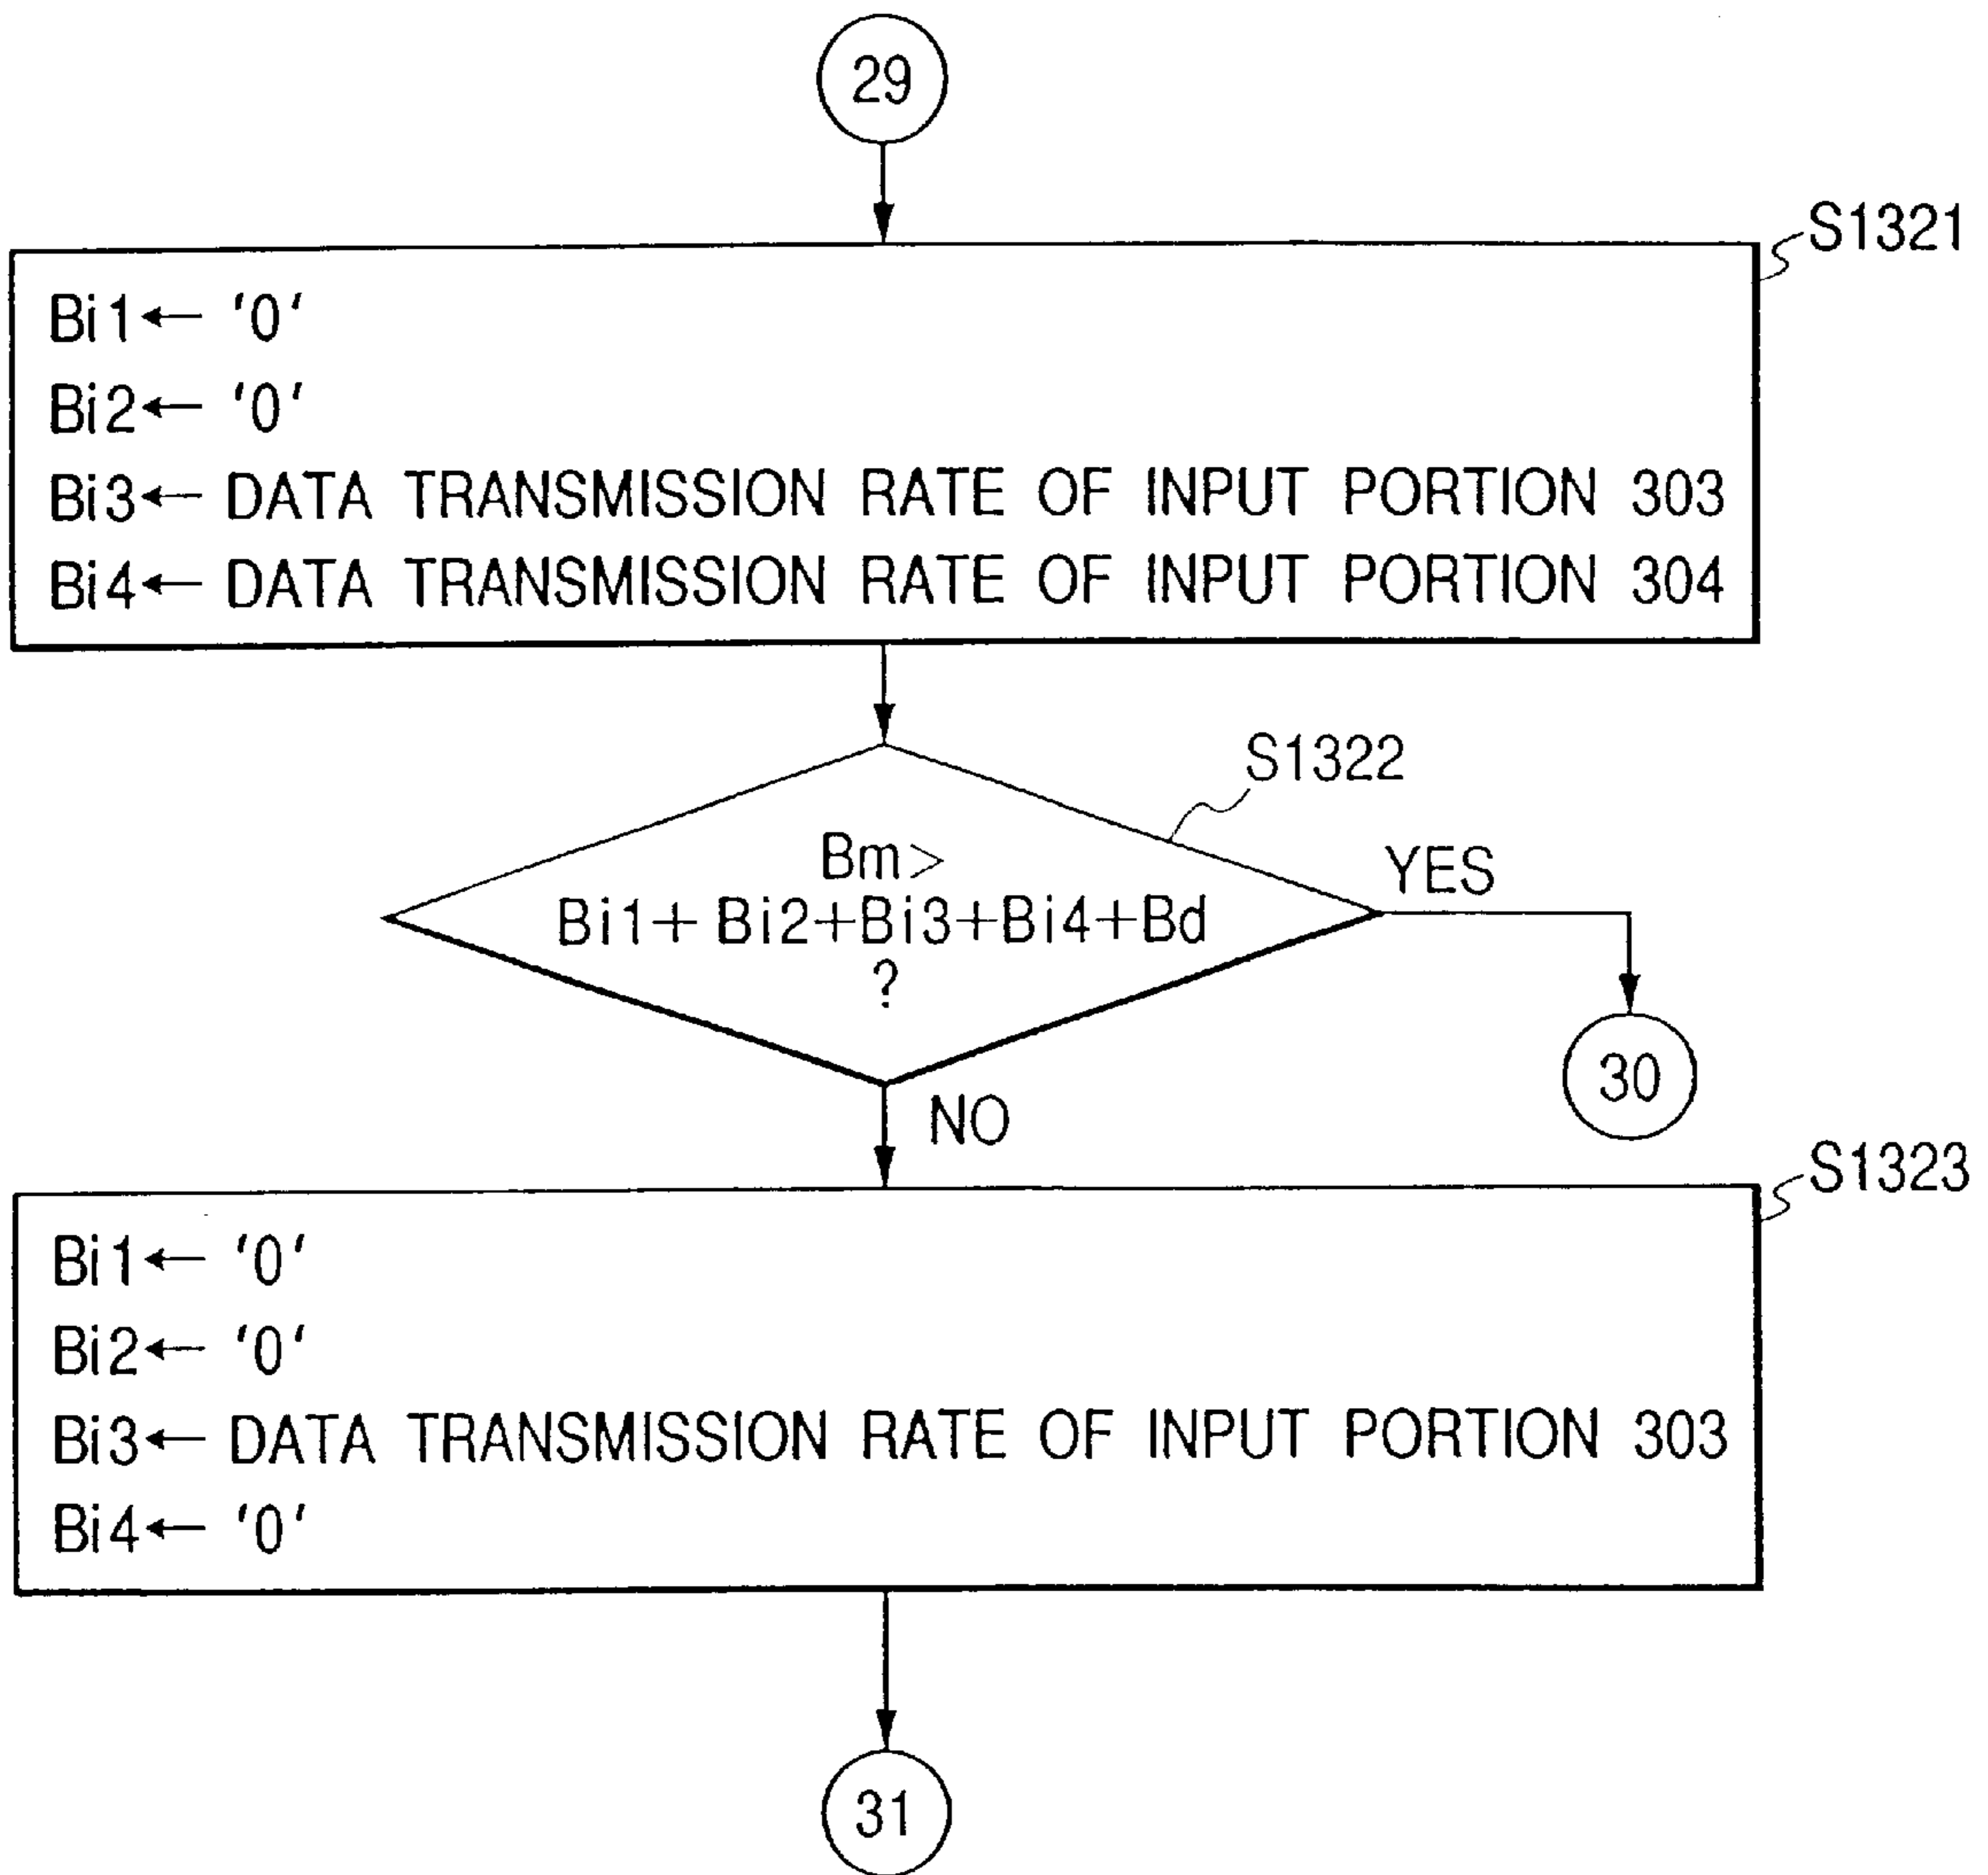 29
S1321
Bi1← '0'
Bi2← '0'
Bi3← DATA TRANSMISSION RATE OF INPUT PORTION 303
Bi4← DATA TRANSMISSION RATE OF INPUT PORTION 304
S1322
Bm>
Bi1+Bi2+Bi3+Bi4+Bd
?
YES
30
NO
S1323
Bi1← '0'
Bi2← '0'
Bi3← DATA TRANSMISSION RATE OF INPUT PORTION 303
Bi4← '0'
31